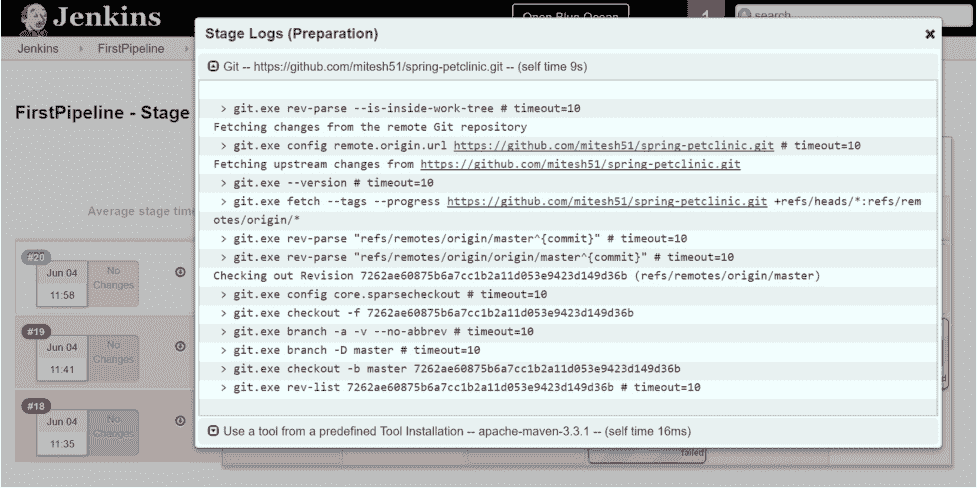 Jenkins
Open Blue Ocean
1
search
Jenkins
FirstPipeline
FirstPipeline - Stage
Average stage time
#20
Jun 04
11:58
No
Changes
#19
Jun 04
11:41
No
Changes
#18
Jun 04
11:35
No
Changes
Stage Logs (Preparation)
Git -- https://github.com/mitesh51/spring-petclinic.git -- (self time 9s)
> git.exe rev-parse --is-inside-work-tree # timeout=10
Fetching changes from the remote Git repository
> git.exe config remote.origin.url https://github.com/mitesh51/spring-petclinic.git # timeout=10
Fetching upstream changes from https://github.com/mitesh51/spring-petclinic.git
> git.exe --version # timeout=10
> git.exe fetch --tags --progress https://github.com/mitesh51/spring-petclinic.git +refs/heads/*:refs/rem
otes/origin/*
> git.exe rev-parse "refs/remotes/origin/master^{commit}" # timeout=10
> git.exe rev-parse "refs/remotes/origin/origin/master^{commit}" # timeout=10
Checking out Revision 7262ae60875b6a7cc1b2a11d053e9423d149d36b (refs/remotes/origin/master)
> git.exe config core.sparsecheckout # timeout=10
> git.exe checkout -f 7262ae60875b6a7cc1b2a11d053e9423d149d36b
> git.exe branch -a -v --no-abbrev # timeout=10
> git.exe branch -D master # timeout=10
> git.exe checkout -b master 7262ae60875b6a7cc1b2a11d053e9423d149d36b
> git.exe rev-list 7262ae60875b6a7cc1b2a11d053e9423d149d36b # timeout=10
Use a tool from a predefined Tool Installation -- apache-maven-3.3.1 -- (self time 16ms)
failed